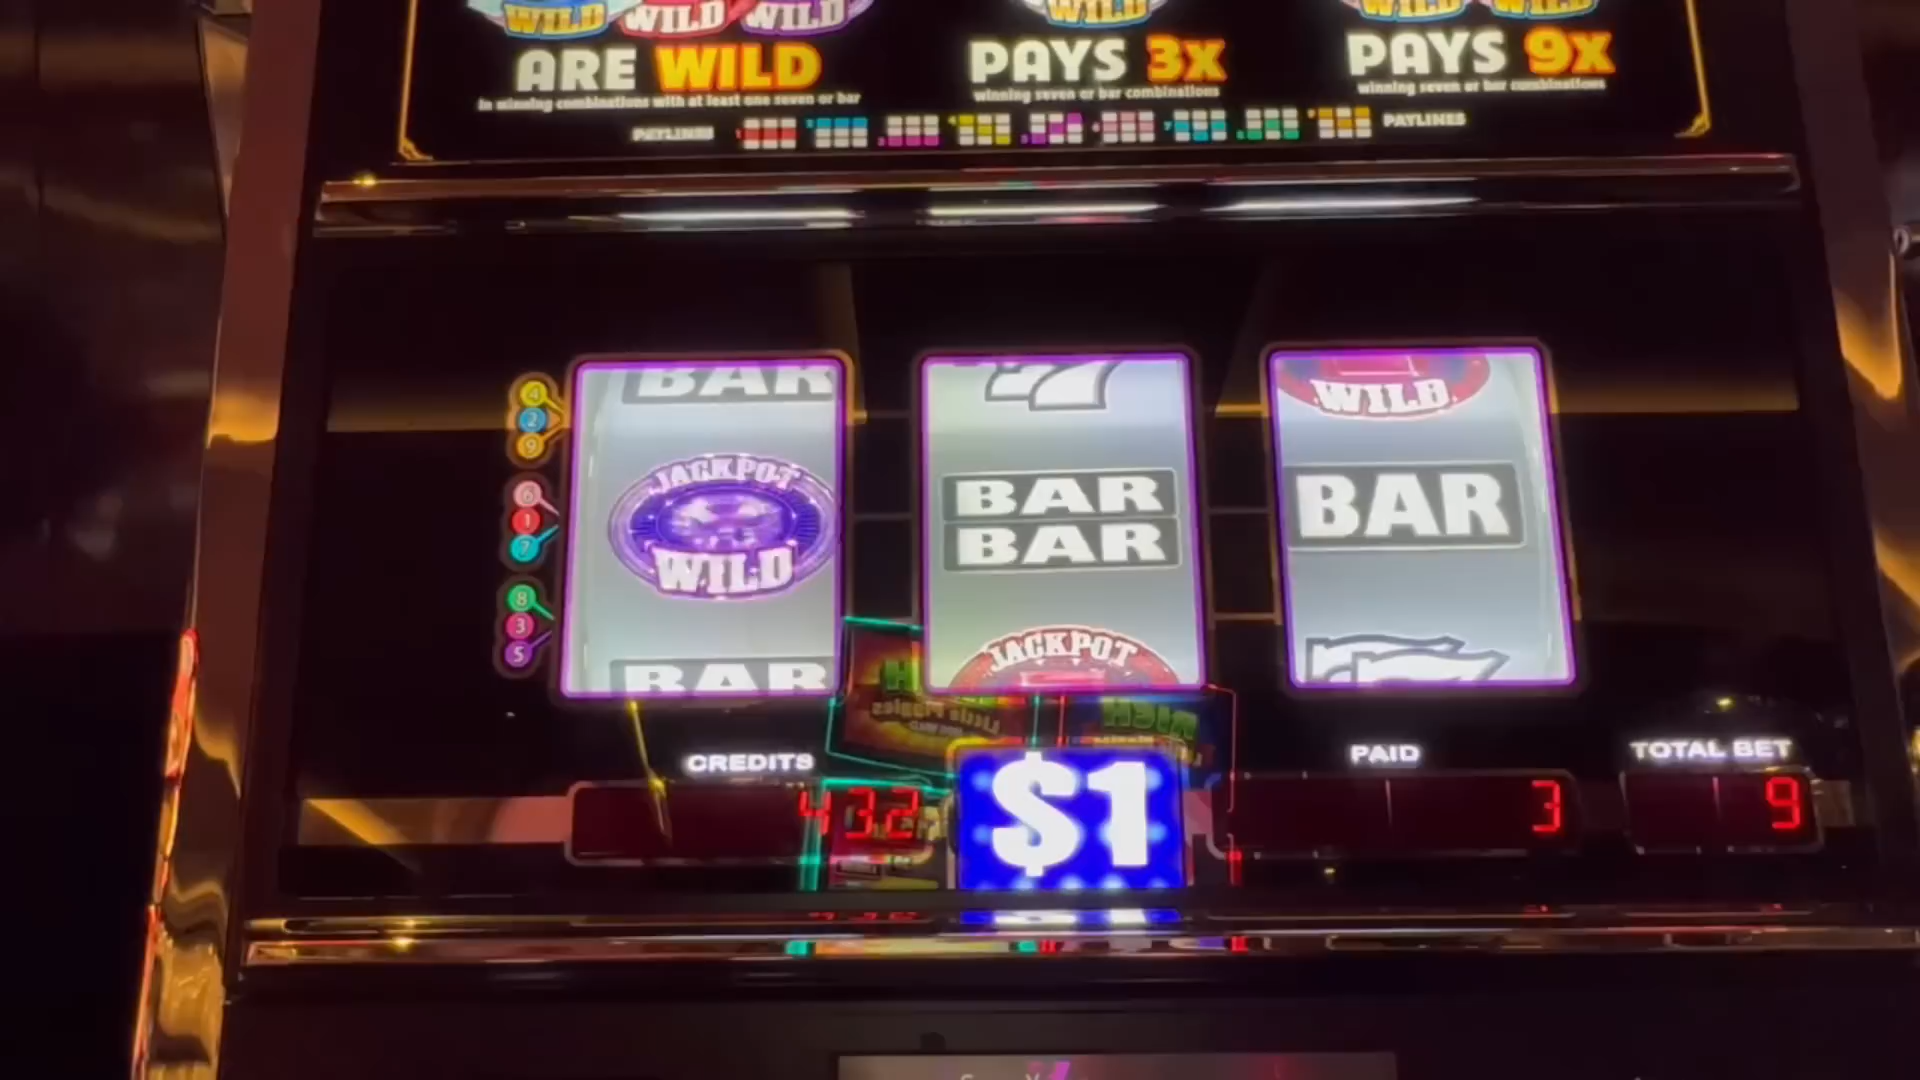 WILD WILD WILD
ARE WILD
in winning combinations with at least one seven or bar
WILD
PAYS 3X
winning seven or bar combinations
WILD WILD
PAYS 9X
winning seven or bar combinations
PAYLINES
PAYLINES
4
2
9
6
1
7
8
3
5
BAR
JACKPOT
WILD
BAR
7
BAR
BAR
JACKPOT
WILD
BAR
7
CREDITS
432
$1
PAID
3
TOTAL BET
9